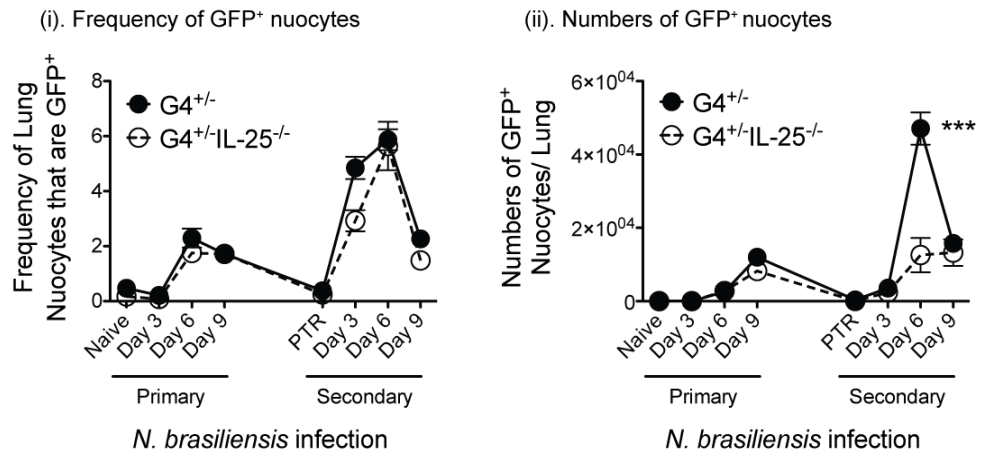 (i). Frequency of GFP⁺ nuocytes
Frequency of Lung
Nuocytes that are GFP⁺
8
6
4
2
0
G4⁺/⁻
G4⁺/⁻IL-25⁻/⁻
Naive
Day 3
Day 6
Day 9
PTR
Day 3
Day 6
Day 9
Primary
Secondary
N. brasiliensis infection
(ii). Numbers of GFP⁺ nuocytes
Numbers of GFP⁺
Nuocytes/ Lung
6×10⁰⁴
4×10⁰⁴
2×10⁰⁴
0
G4⁺/⁻
G4⁺/⁻IL-25⁻/⁻
***
Naive
Day 3
Day 6
Day 9
PTR
Day 3
Day 6
Day 9
Primary
Secondary
N. brasiliensis infection